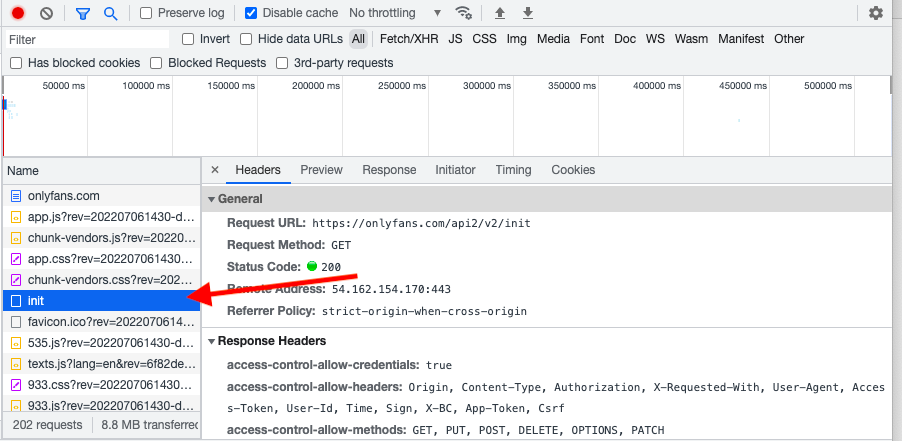 Preserve log Disable cache No throttling
Filter Invert Hide data URLs All Fetch/XHR JS CSS Img Media Font Doc WS Wasm Manifest Other
Has blocked cookies Blocked Requests 3rd-party requests
50000 ms 100000 ms 150000 ms 200000 ms 250000 ms 300000 ms 350000 ms 400000 ms 450000 ms 500000 ms
Name
onlyfans.com
app.js?rev=202207061430-d...
chunk-vendors.js?rev=20220...
app.css?rev=202207061430...
chunk-vendors.css?rev=202...
init
favicon.ico?rev=2022070614...
535.js?rev=202207061430-d...
texts.js?lang=en&rev=6f82de...
933.css?rev=202207061430...
933.js?rev=202207061430-d...
202 requests 8.8 MB transferred
× Headers Preview Response Initiator Timing Cookies
General
Request URL: https://onlyfans.com/api2/v2/init
Request Method: GET
Status Code: 200
Remote Address: 54.162.154.170:443
Referrer Policy: strict-origin-when-cross-origin
Response Headers
access-control-allow-credentials: true
access-control-allow-headers: Origin, Content-Type, Authorization, X-Requested-With, User-Agent, Acces
s-Token, User-Id, Time, Sign, X-BC, App-Token, Csrf
access-control-allow-methods: GET, PUT, POST, DELETE, OPTIONS, PATCH